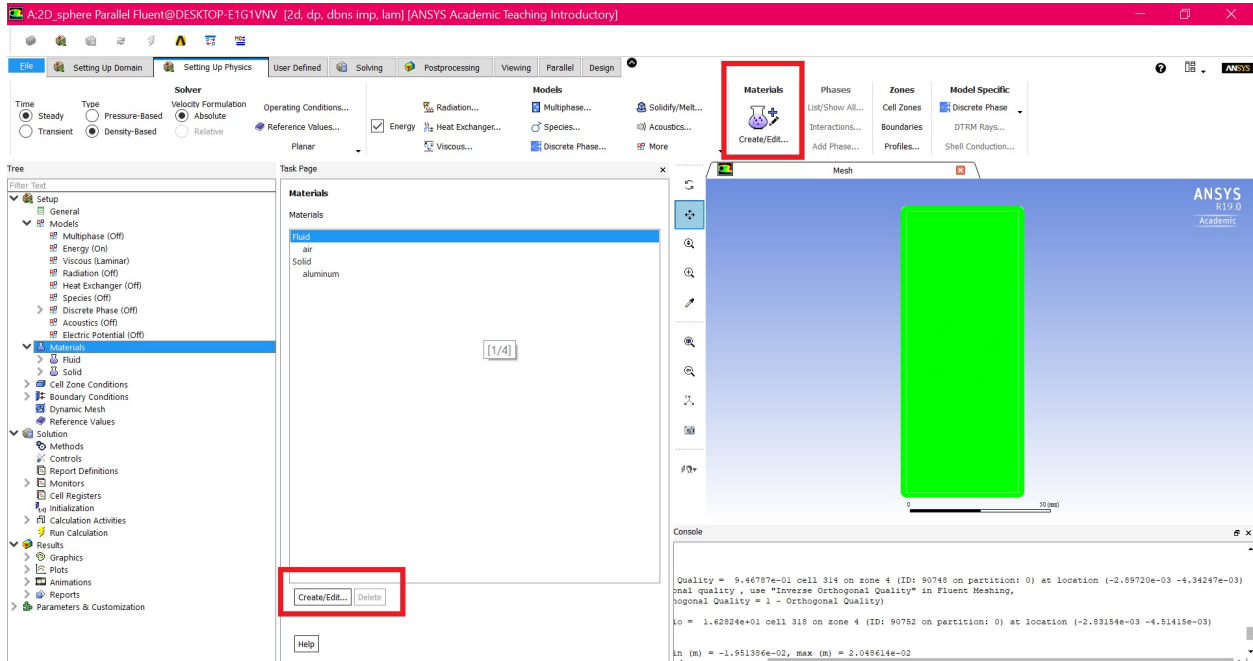 A:2D_sphere Parallel Fluent@DESKTOP-E1G1VNV [2d, dp, dbns imp, lam] [ANSYS Academic Teaching Introductory]
File Setting Up Domain Setting Up Physics User Defined Solving Postprocessing Viewing Parallel Design ANSYS
Solver Models Materials Phases Zones Model Specific
Time Type Velocity Formulation Operating Conditions... Radiation... Multiphase... Solidify/Melt... List/Show All... Cell Zones Discrete Phase
Steady Pressure-Based Absolute
Transient Density-Based Relative Reference Values... Energy Heat Exchanger... Species... Acoustics... Create/Edit... Interactions... Boundaries DTRM Rays...
Planar Viscous... Discrete Phase... More Add Phase... Profiles... Shell Conduction...
Tree
Filter Text
Setup
General
Models
Multiphase (Off)
Energy (On)
Viscous (Laminar)
Radiation (Off)
Heat Exchanger (Off)
Species (Off)
Discrete Phase (Off)
Acoustics (Off)
Electric Potential (Off)
Materials
Fluid
Solid
Cell Zone Conditions
Boundary Conditions
Dynamic Mesh
Reference Values
Solution
Methods
Controls
Report Definitions
Monitors
Cell Registers
Initialization
Calculation Activities
Run Calculation
Results
Graphics
Plots
Animations
Reports
Parameters & Customization
Task Page
Materials
Materials
Fluid
air
Solid
aluminum
[1/4]
Create/Edit... Delete
Help
Mesh
ANSYS
R19.0
Academic
0 50 (mm)
Console
Quality = 9.46787e-01 cell 314 on zone 4 (ID: 90748 on partition: 0) at location (-2.89720e-03 -4.34247e-03)
onal quality , use "Inverse Orthogonal Quality" in Fluent Meshing,
hogonal Quality = 1 - Orthogonal Quality)
io = 1.62824e+01 cell 318 on zone 4 (ID: 90752 on partition: 0) at location (-2.83154e-03 -4.51415e-03)
in (m) = -1.951386e-02, max (m) = 2.048614e-02